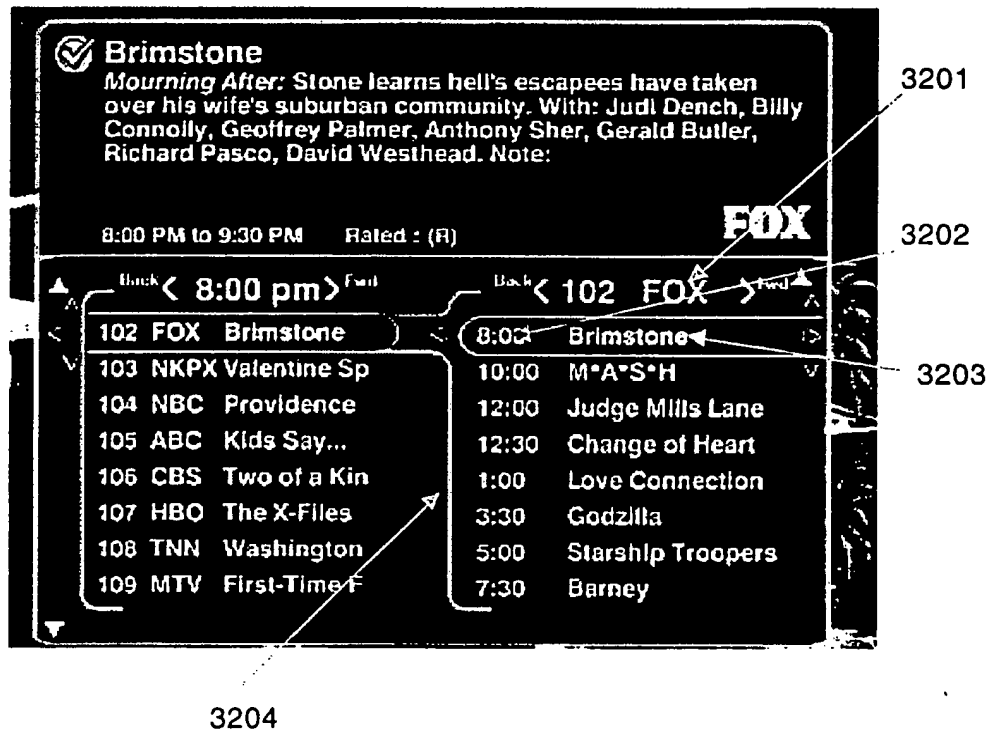 Brimstone
Mourning After: Stone learns hell's escapees have taken
over his wife's suburban community. With: Judi Dench, Billy
Connolly, Geoffrey Palmer, Anthony Sher, Gerald Butler,
Richard Pasco, David Westhead. Note:
8:00 PM to 9:30 PM Rated : (R)
FOX
Back < 8:00 pm > Fwd
102 FOX Brimstone
103 NKPX Valentine Sp
104 NBC Providence
105 ABC Kids Say...
106 CBS Two of a Kin
107 HBO The X-Files
108 TNN Washington
109 MTV First-Time F
Back < 102 FOX > Fwd
8:00 Brimstone
10:00 M*A*S*H
12:00 Judge Mills Lane
12:30 Change of Heart
1:00 Love Connection
3:30 Godzilla
5:00 Starship Troopers
7:30 Barney
3201
3202
3203
3204